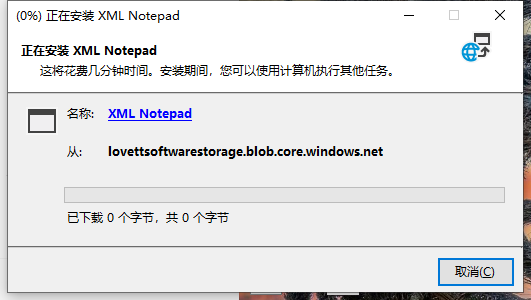 (0%) 正在安装 XML Notepad
正在安装 XML Notepad
这将花费几分钟时间。安装期间，您可以使用计算机执行其他任务。
名称: XML Notepad
从: lovettsoftwarestorage.blob.core.windows.net
已下载 0 个字节，共 0 个字节
取消(C)